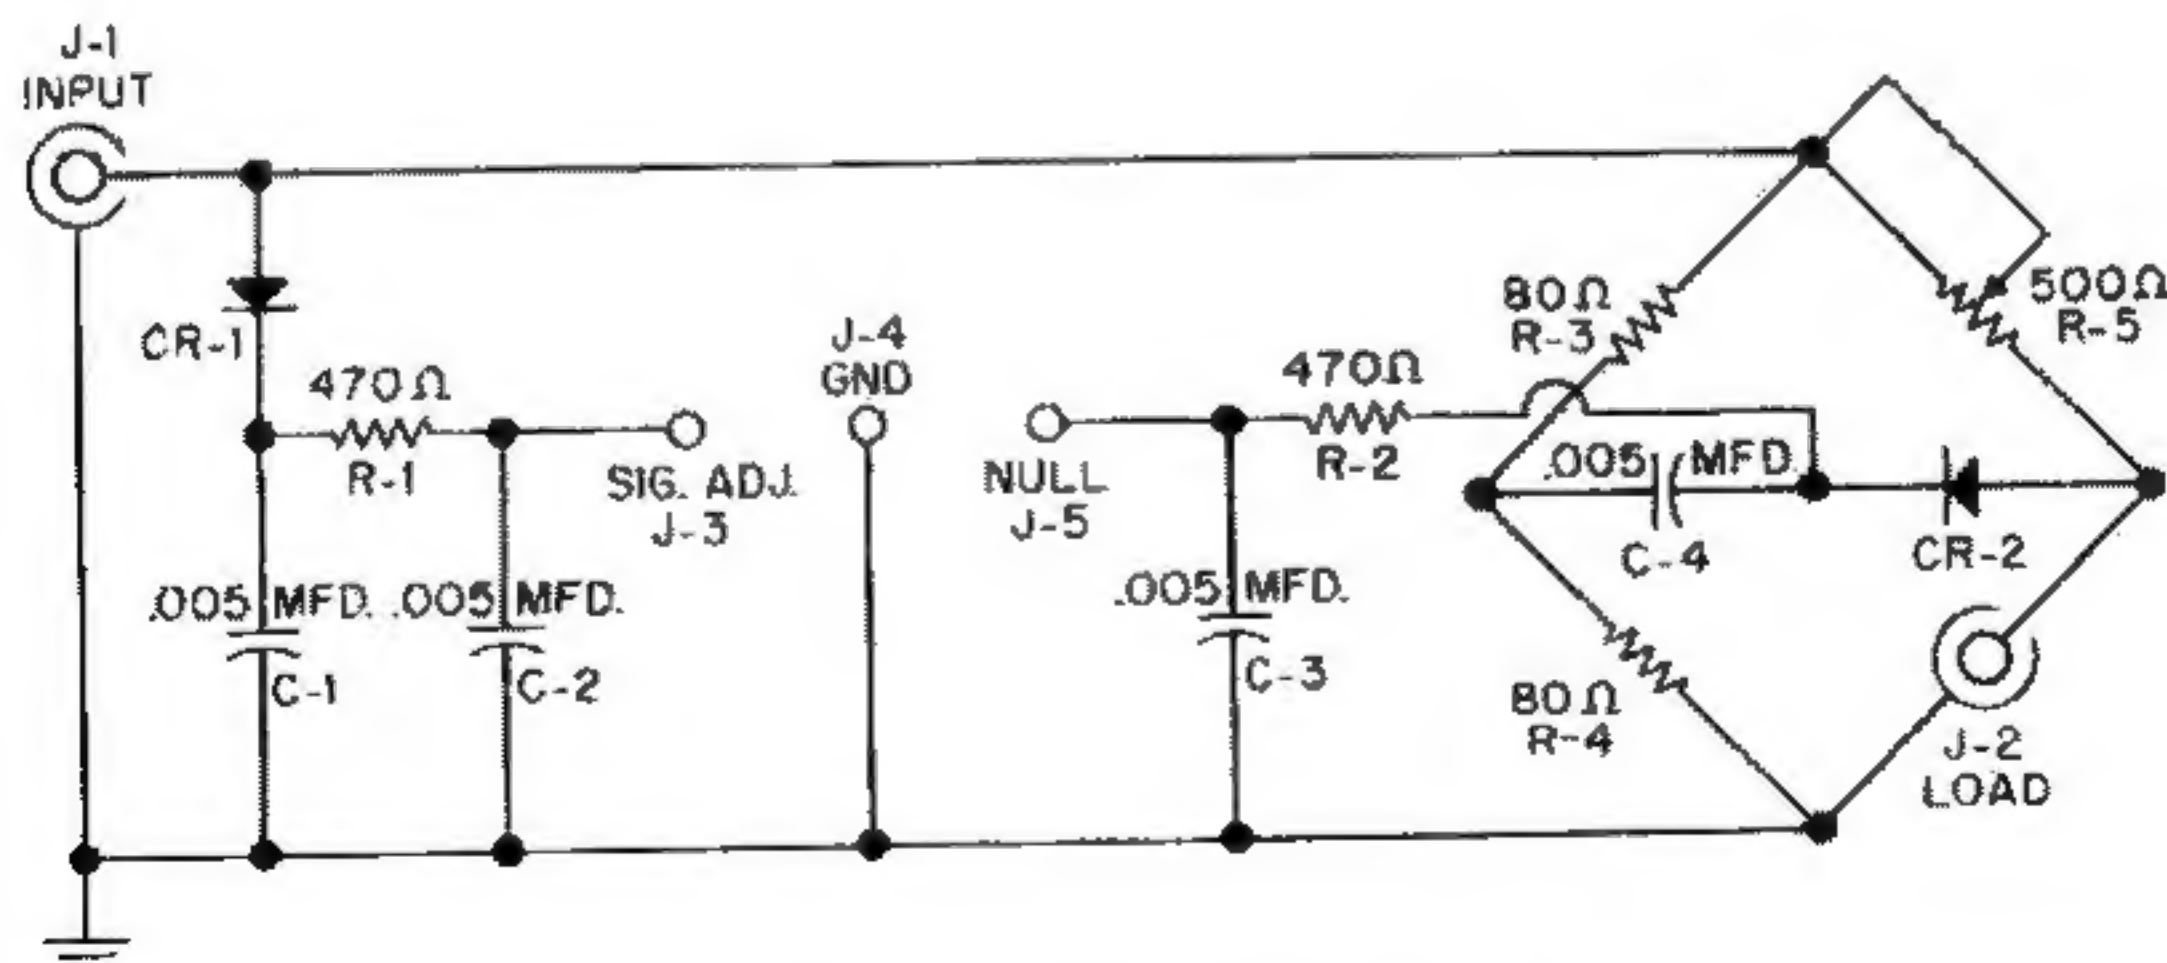 J-1
INPUT
CR-1
470Ω
R-1
SIG. ADJ.
J-3
J-4
GND
NULL
J-5
470Ω
R-2
80Ω
R-3
500Ω
R-5
.005 MFD.
C-4
CR-2
.005 MFD.
C-1
.005 MFD.
C-2
.005 MFD.
C-3
80Ω
R-4
J-2
LOAD